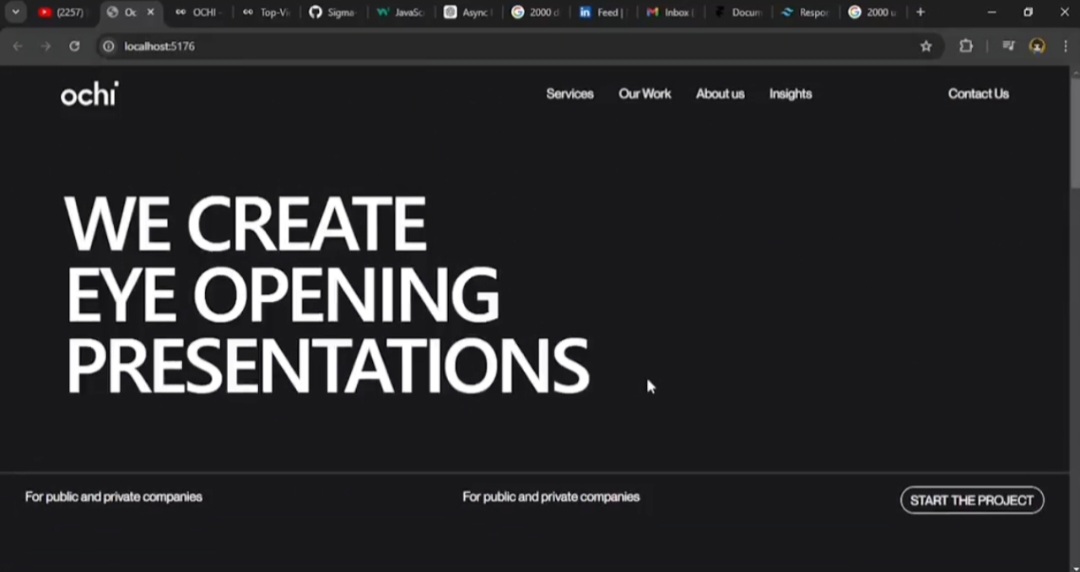 (2257)
Oc
OCHI -
Top-Vi
Sigma
JavaSc
Async
2000 d
Feed |
Inbox (
Docum
Respo
2000 u
localhost:5176
ochi
Services Our Work About us Insights Contact Us
WE CREATE
EYE OPENING
PRESENTATIONS
For public and private companies For public and private companies START THE PROJECT